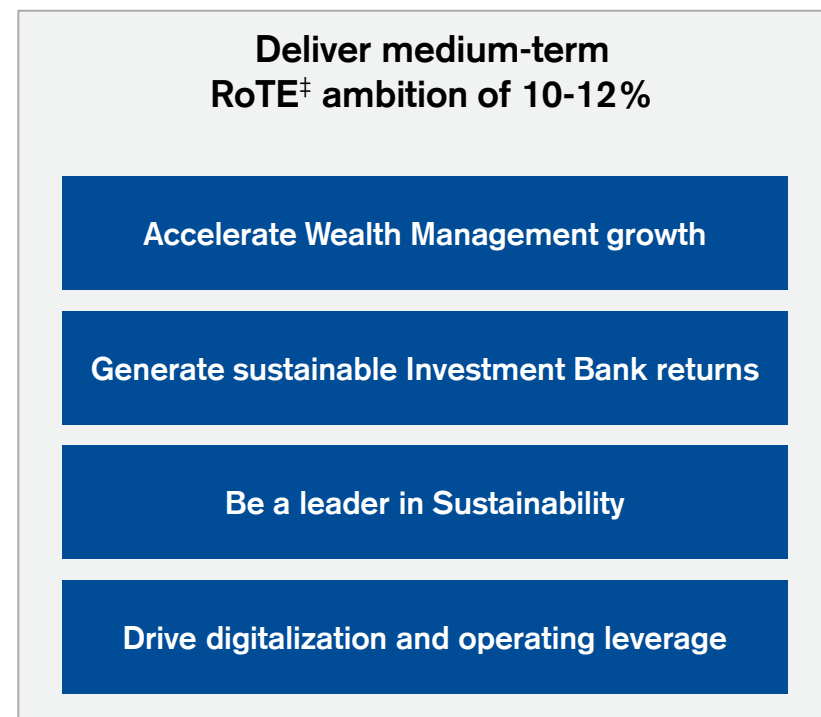 Deliver medium-term
RoTE‡ ambition of 10-12%
Accelerate Wealth Management growth
Generate sustainable Investment Bank returns
Be a leader in Sustainability
Drive digitalization and operating leverage